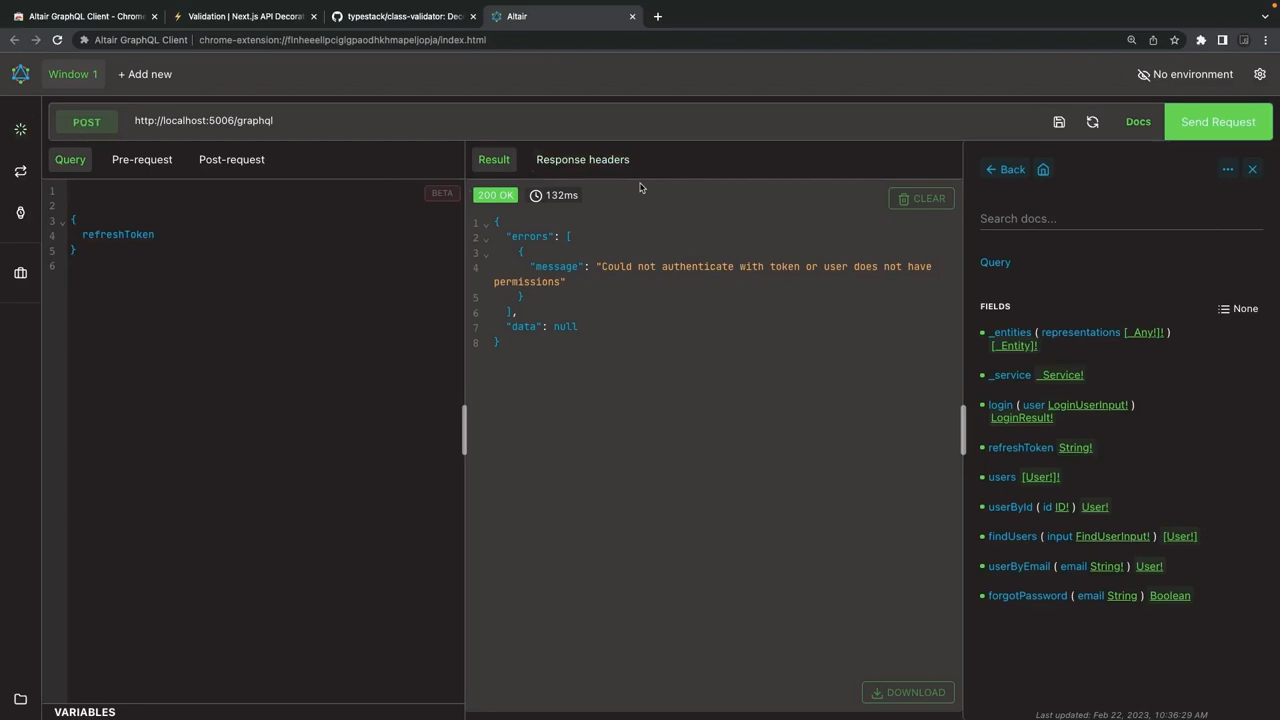 Altair GraphQL Client - Chrome
Validation | Next.js API Decorat
typestack/class-validator: Deco
Altair
Altair GraphQL Client
chrome-extension://flnheeellpciglgpaodhkhmapeljopja/index.html
Window 1
+ Add new
No environment
POST
http://localhost:5006/graphql
Docs
Send Request
Query
Pre-request
Post-request
BETA
1
2
3 {
4 refreshToken
5 }
6
VARIABLES
Result
Response headers
200 OK
132ms
CLEAR
1 {
2 "errors": [
3 {
4 "message": "Could not authenticate with token or user does not have
permissions"
5 }
6 ],
7 "data": null
8 }
DOWNLOAD
Back
Search docs...
Query
FIELDS
None
_entities ( representations [_Any!]! )
[_Entity]!
_service _Service!
login ( user LoginUserInput! )
LoginResult!
refreshToken String!
users [User!]!
userById ( id ID! ) User!
findUsers ( input FindUserInput! ) [User!]
userByEmail ( email String! ) User!
forgotPassword ( email String ) Boolean
Last updated: Feb 22, 2023, 10:36:29 AM